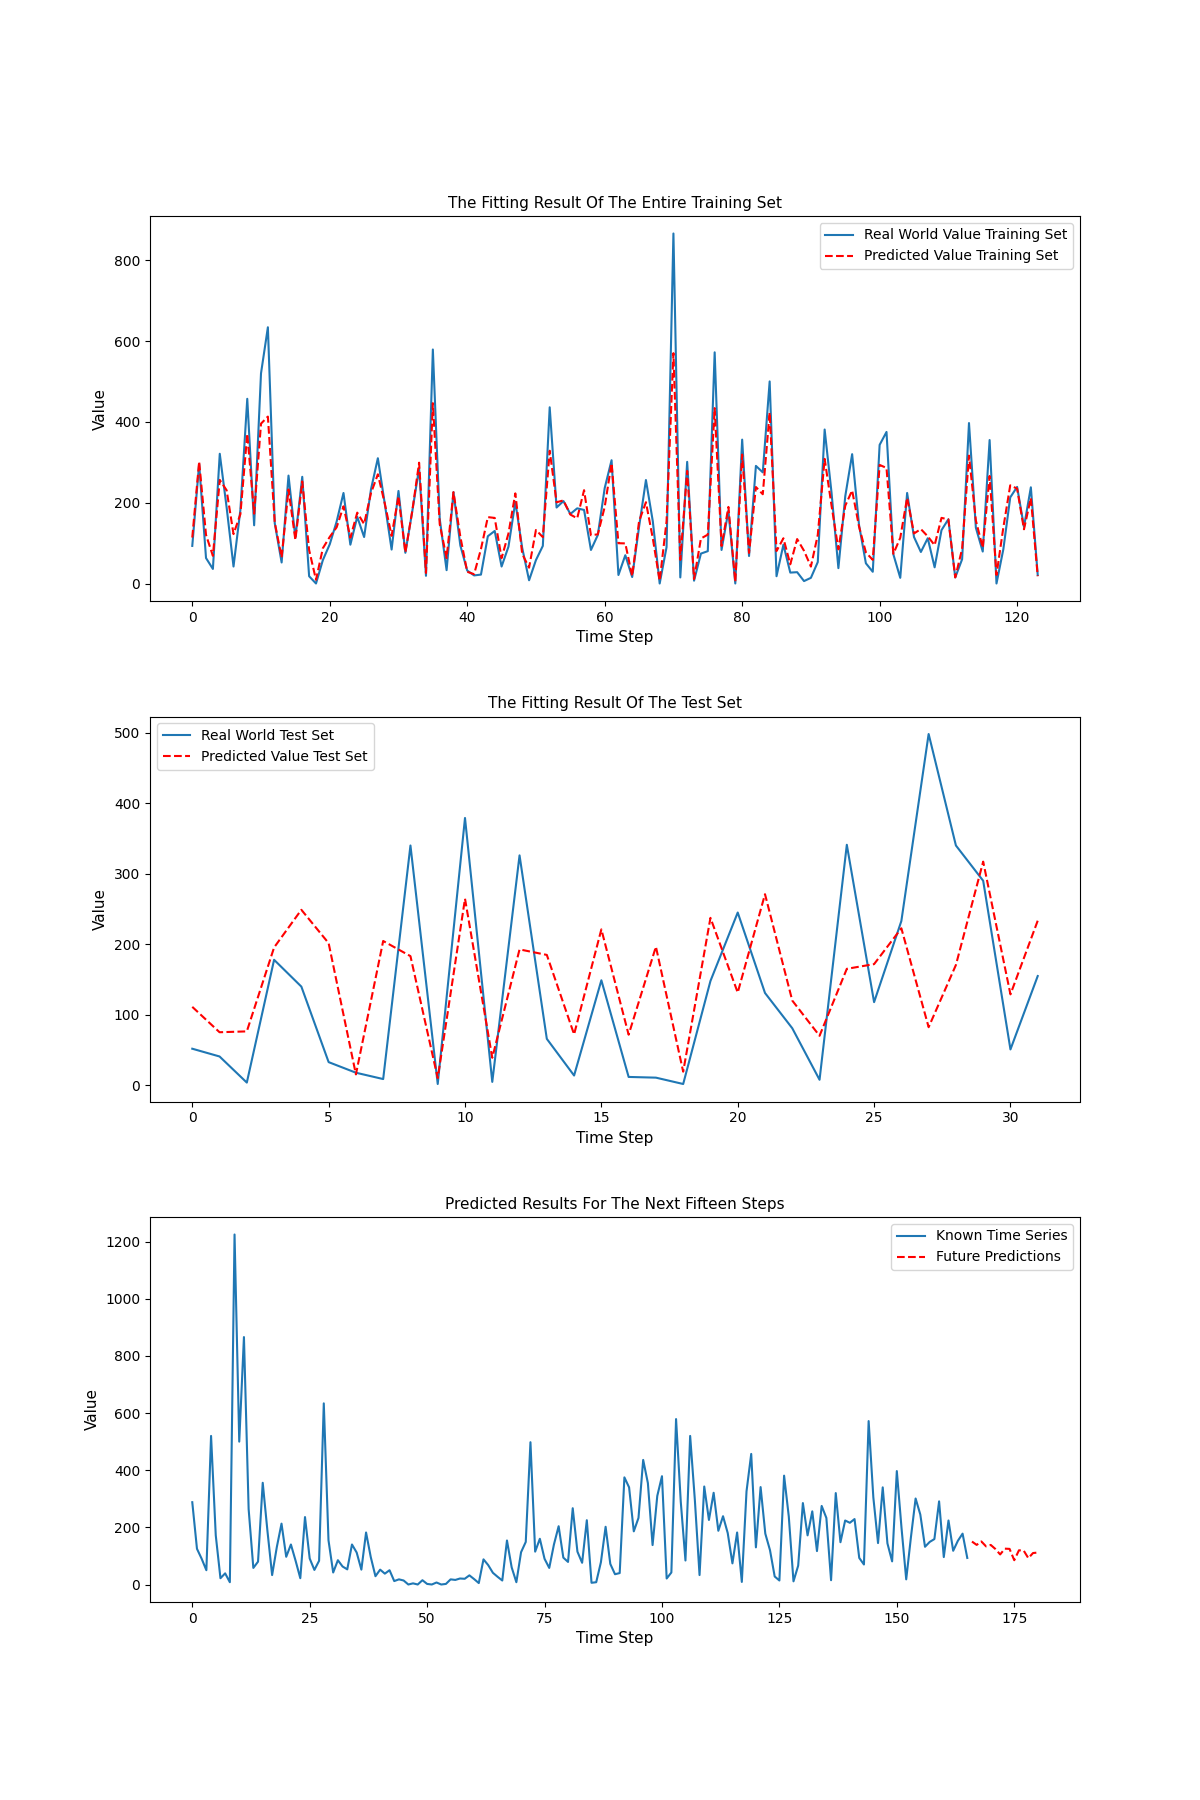 The Fitting Result Of The Entire Training Set
Real World Value Training Set
Predicted Value Training Set
800
600
400
200
0
Value
0 20 40 60 80 100 120
Time Step
The Fitting Result Of The Test Set
Real World Test Set
Predicted Value Test Set
500
400
300
200
100
0
Value
0 5 10 15 20 25 30
Time Step
Predicted Results For The Next Fifteen Steps
Known Time Series
Future Predictions
1200
1000
800
600
400
200
0
Value
0 25 50 75 100 125 150 175
Time Step